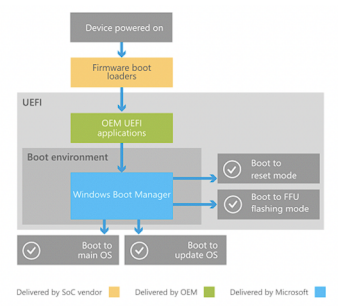 Device powered on
Firmware boot
loaders
UEFI
OEM UEFI
applications
Boot environment
Windows Boot Manager
Boot to
reset mode
Boot to FFU
flashing mode
Boot to
main OS
Boot to
update OS
Delivered by SoC vendor
Delivered by OEM
Delivered by Microsoft